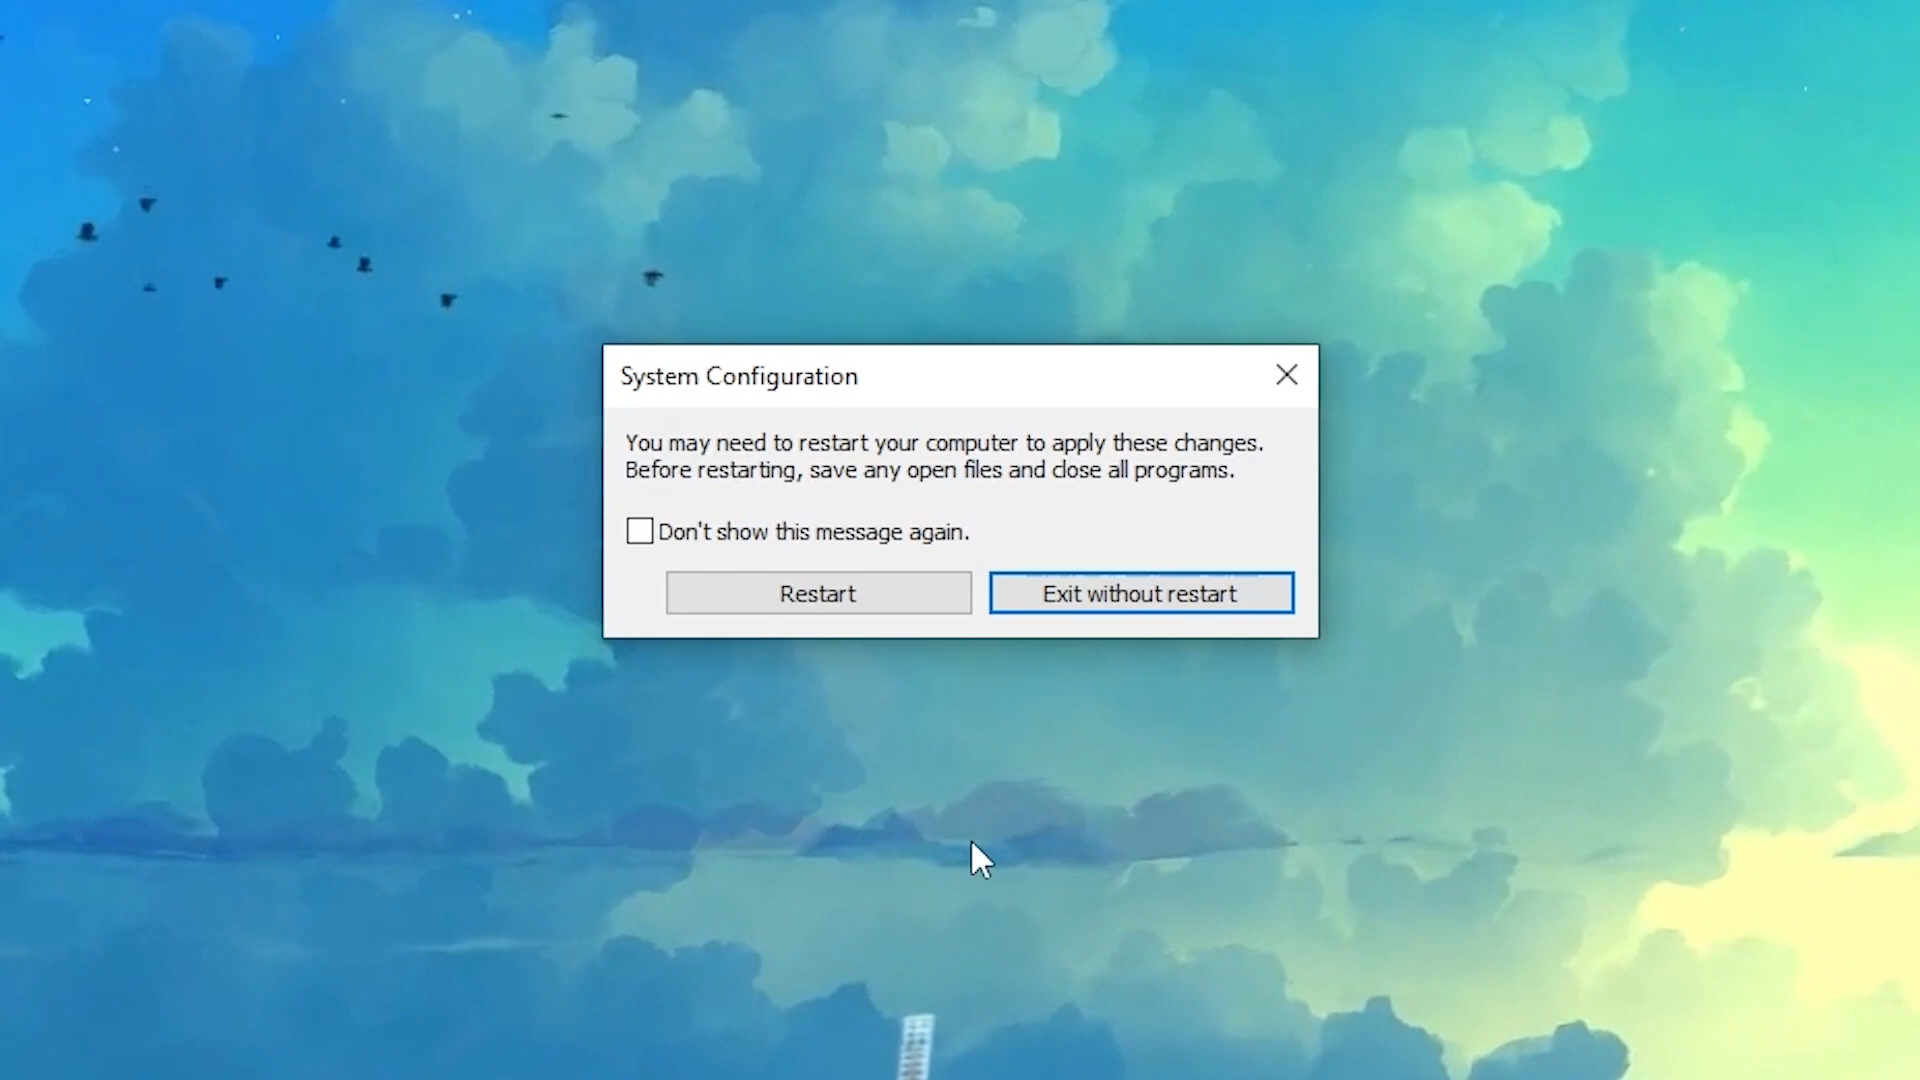 System Configuration
You may need to restart your computer to apply these changes.
Before restarting, save any open files and close all programs.
Don't show this message again.
Restart
Exit without restart